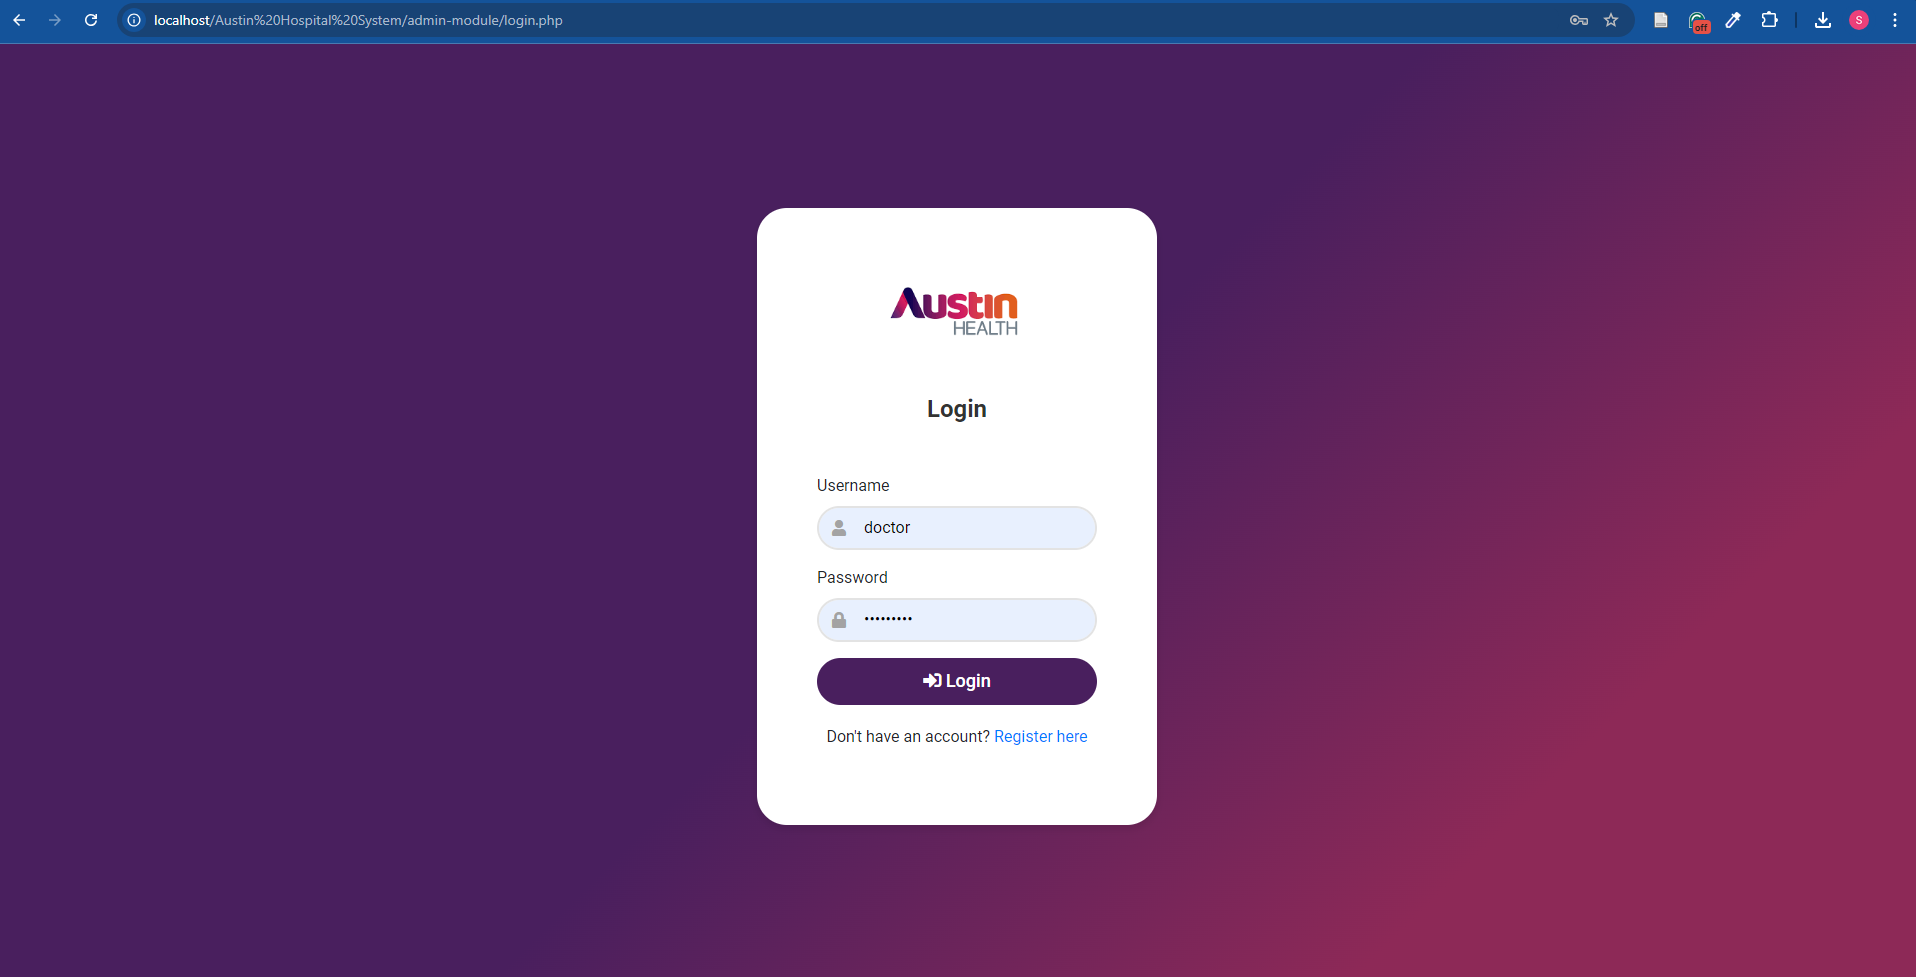 localhost/Austin%20Hospital%20System/admin-module/login.php
off
S
Austin
HEALTH
Login
Username
doctor
Password
•••••••••
Login
Don't have an account? Register here